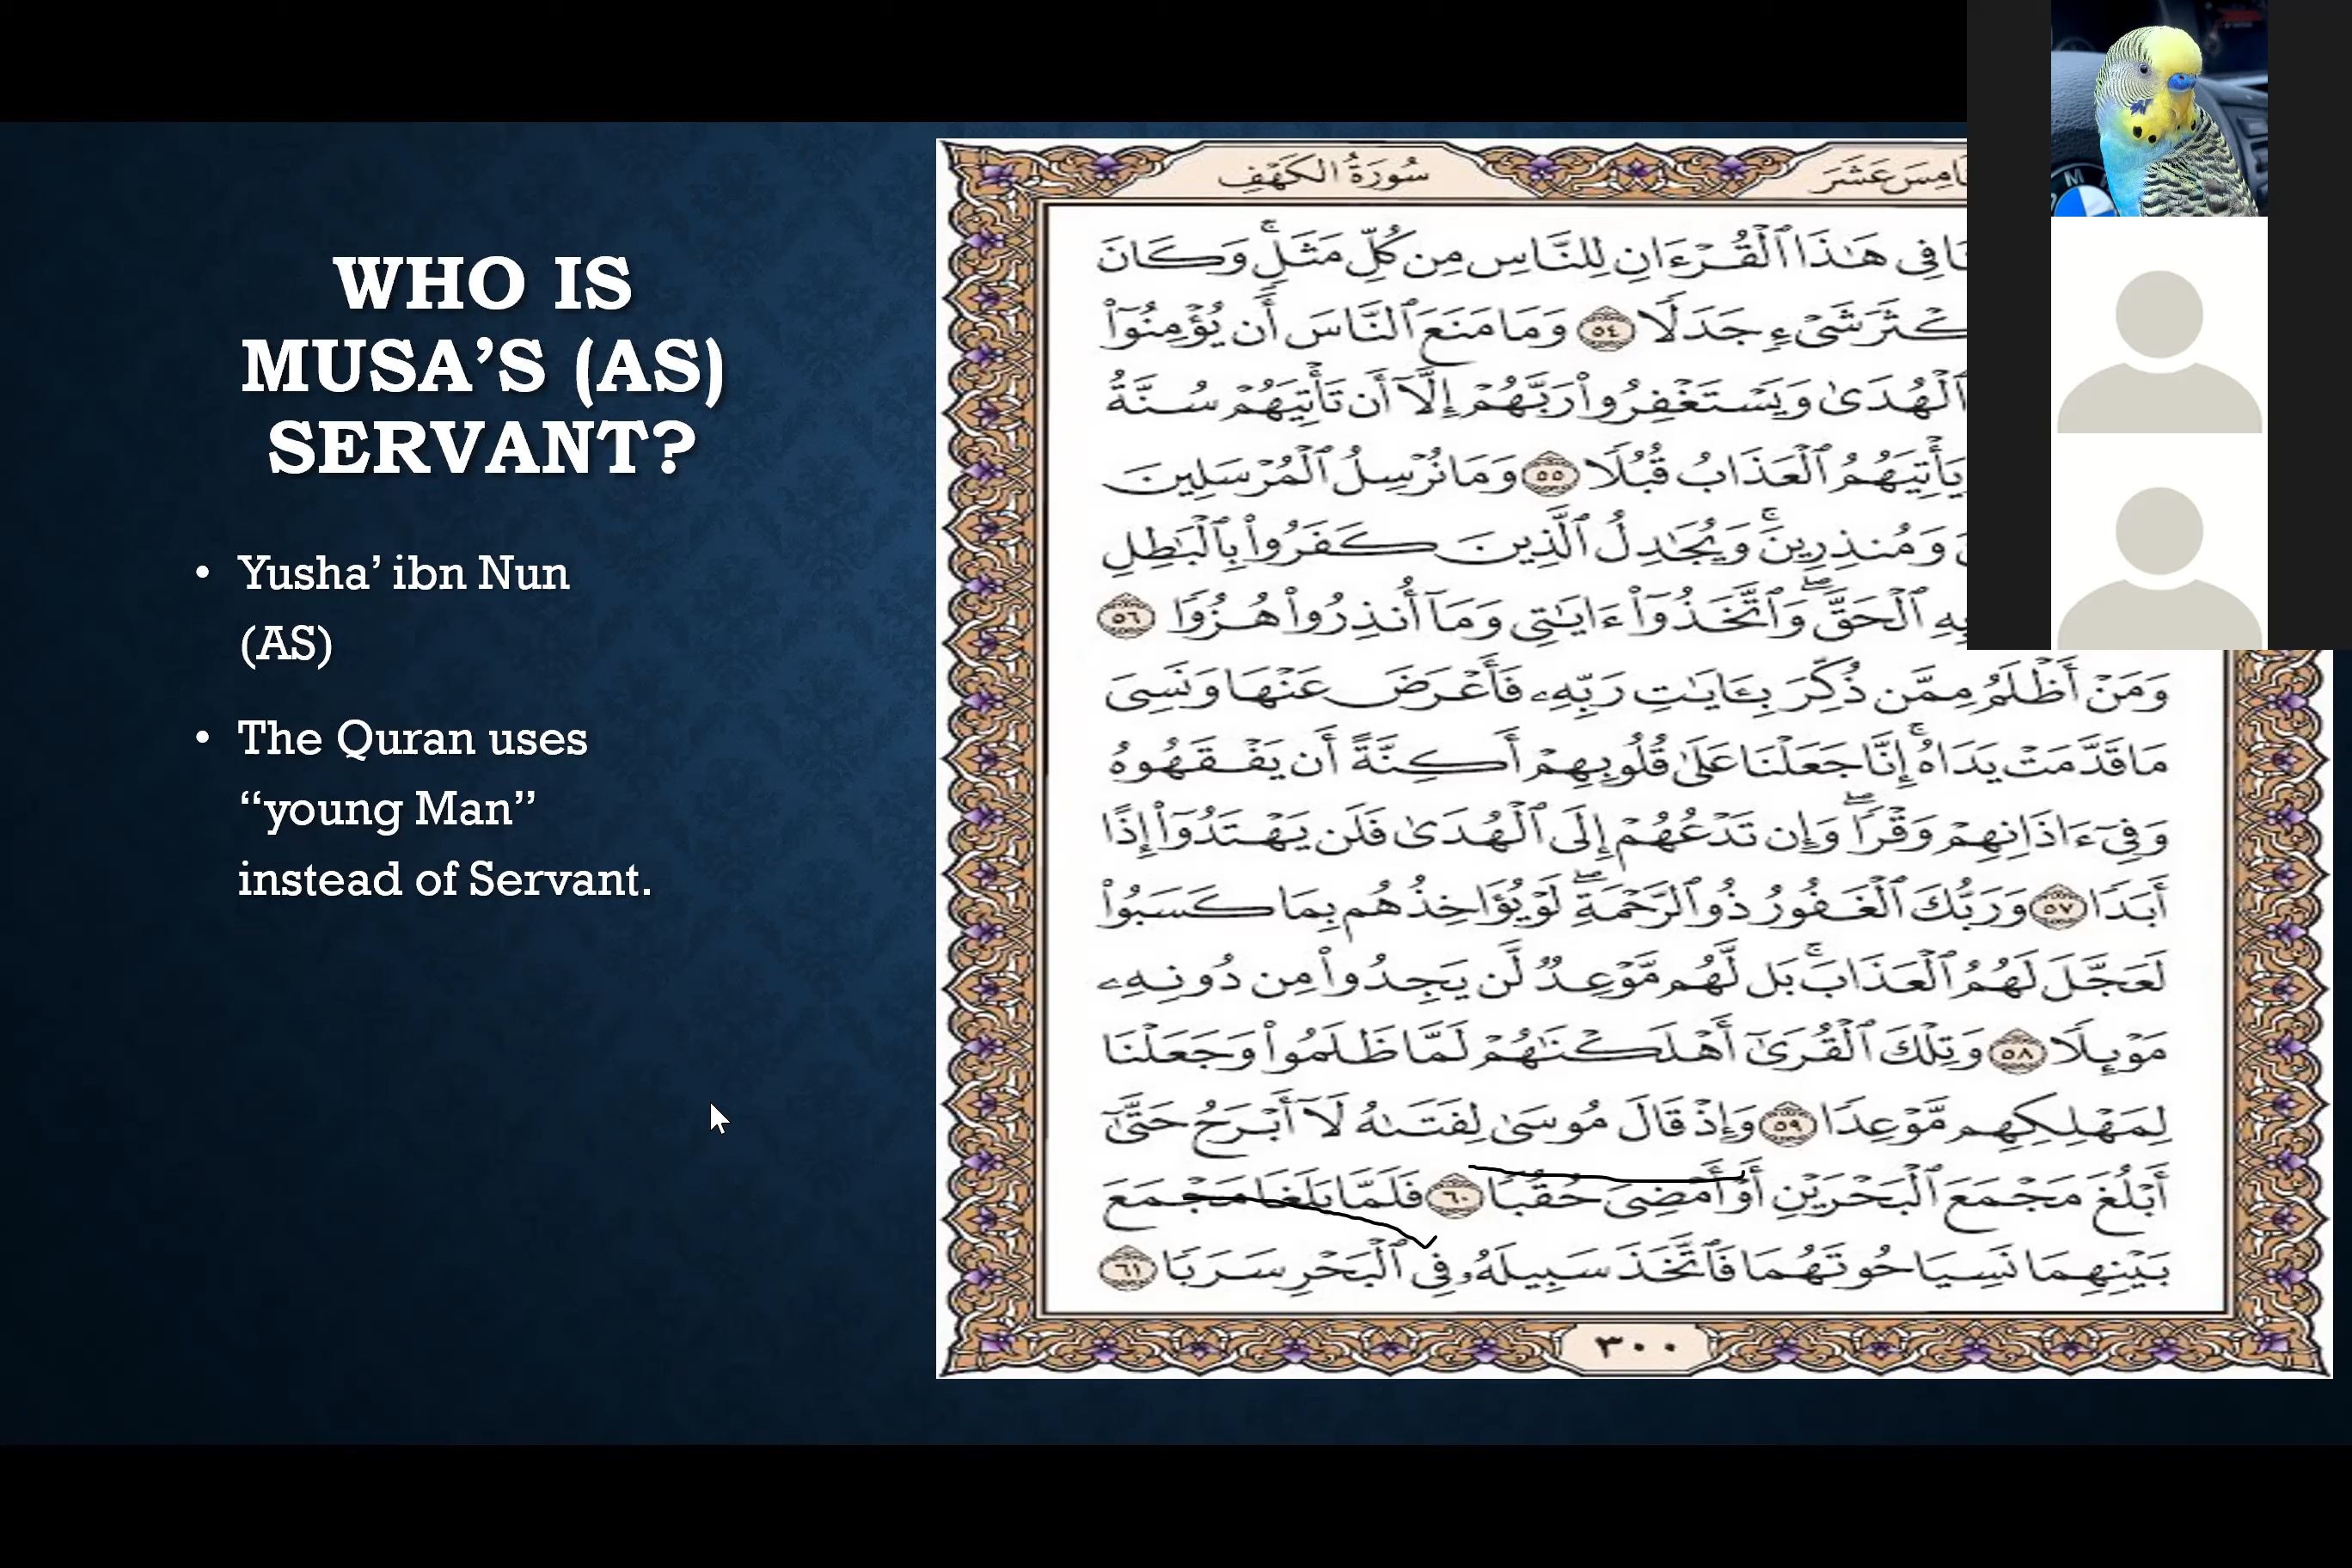 WHO IS
MUSA’S (AS)
SERVANT?
• Yusha’ ibn Nun
(AS)
• The Quran uses
“young Man”
instead of Servant.
سُورَةُ الكَهْفِ
عَشَرَ
فِى هَٰذَا ٱلْقُرْءَانِ لِلنَّاسِ مِن كُلِّ مَثَلٍۚ وَكَانَ
شَىْءٍ جَدَلًا ٥٤ وَمَا مَنَعَ ٱلنَّاسَ أَن يُؤْمِنُوٓا۟
ٱلْهُدَىٰ وَيَسْتَغْفِرُوا۟ رَبَّهُمْ إِلَّآ أَن تَأْتِيَهُمْ سُنَّةُ
يَأْتِيَهُمُ ٱلْعَذَابُ قُبُلًا ٥٥ وَمَا نُرْسِلُ ٱلْمُرْسَلِينَ
وَمُنذِرِينَۚ وَيُجَٰدِلُ ٱلَّذِينَ كَفَرُوا۟ بِٱلْبَٰطِلِ
بِهِ ٱلْحَقَّۖ وَٱتَّخَذُوٓا۟ ءَايَٰتِى وَمَآ أُنذِرُوا۟ هُزُوًا ٥٦
وَمَنْ أَظْلَمُ مِمَّن ذُكِّرَ بِـَٔايَٰتِ رَبِّهِۦ فَأَعْرَضَ عَنْهَا وَنَسِىَ
مَا قَدَّمَتْ يَدَاهُۚ إِنَّا جَعَلْنَا عَلَىٰ قُلُوبِهِمْ أَكِنَّةً أَن يَفْقَهُوهُ
وَفِىٓ ءَاذَانِهِمْ وَقْرًاۖ وَإِن تَدْعُهُمْ إِلَى ٱلْهُدَىٰ فَلَن يَهْتَدُوٓا۟ إِذًا
أَبَدًا ٥٧ وَرَبُّكَ ٱلْغَفُورُ ذُو ٱلرَّحْمَةِۖ لَوْ يُؤَاخِذُهُم بِمَا كَسَبُوا۟
لَعَجَّلَ لَهُمُ ٱلْعَذَابَۚ بَل لَّهُم مَّوْعِدٌ لَّن يَجِدُوا۟ مِن دُونِهِۦ
مَوْئِلًا ٥٨ وَتِلْكَ ٱلْقُرَىٰٓ أَهْلَكْنَٰهُمْ لَمَّا ظَلَمُوا۟ وَجَعَلْنَا
لِمَهْلِكِهِم مَّوْعِدًا ٥٩ وَإِذْ قَالَ مُوسَىٰ لِفَتَىٰهُ لَآ أَبْرَحُ حَتَّىٰٓ
أَبْلُغَ مَجْمَعَ ٱلْبَحْرَيْنِ أَوْ أَمْضِىَ حُقُبًا ٦٠ فَلَمَّا بَلَغَا مَجْمَعَ
بَيْنِهِمَا نَسِيَا حُوتَهُمَا فَٱتَّخَذَ سَبِيلَهُۥ فِى ٱلْبَحْرِ سَرَبًا ٦١
٣٠٠